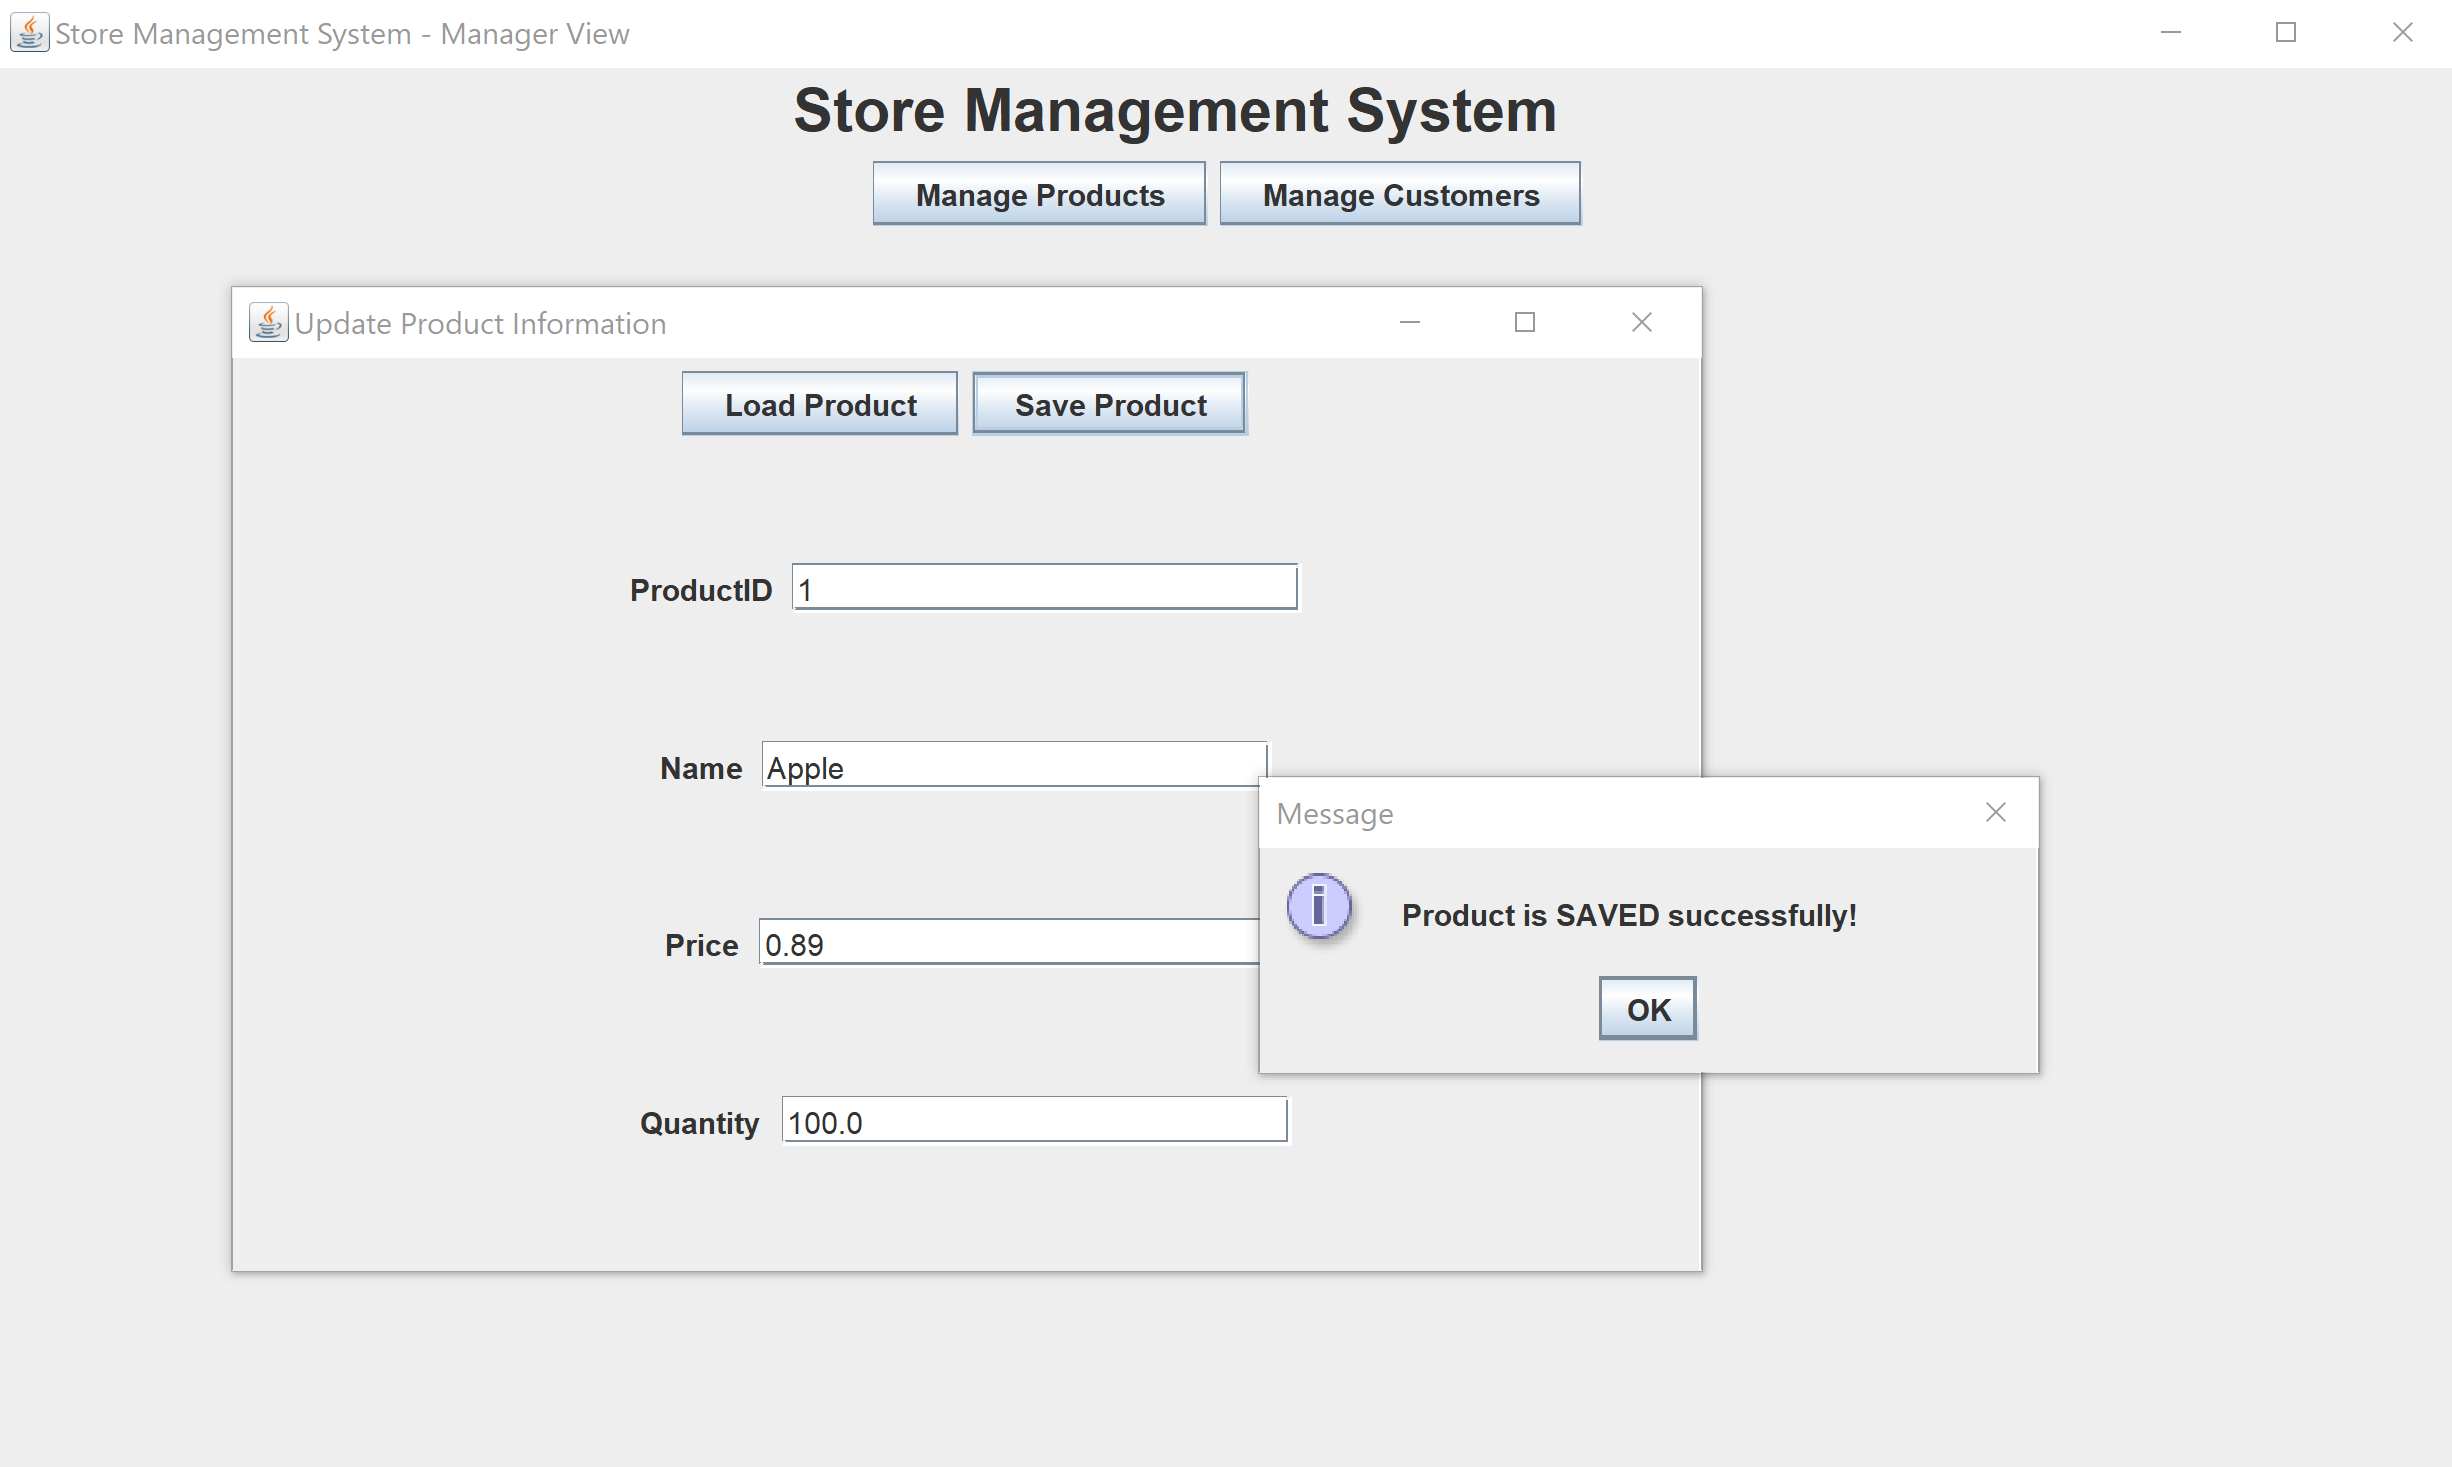 Store Management System - Manager View
Store Management System
Manage Products
Manage Customers
Update Product Information
Load Product
Save Product
ProductID 1
Name Apple
Price 0.89
Quantity 100.0
Message
Product is SAVED successfully!
OK